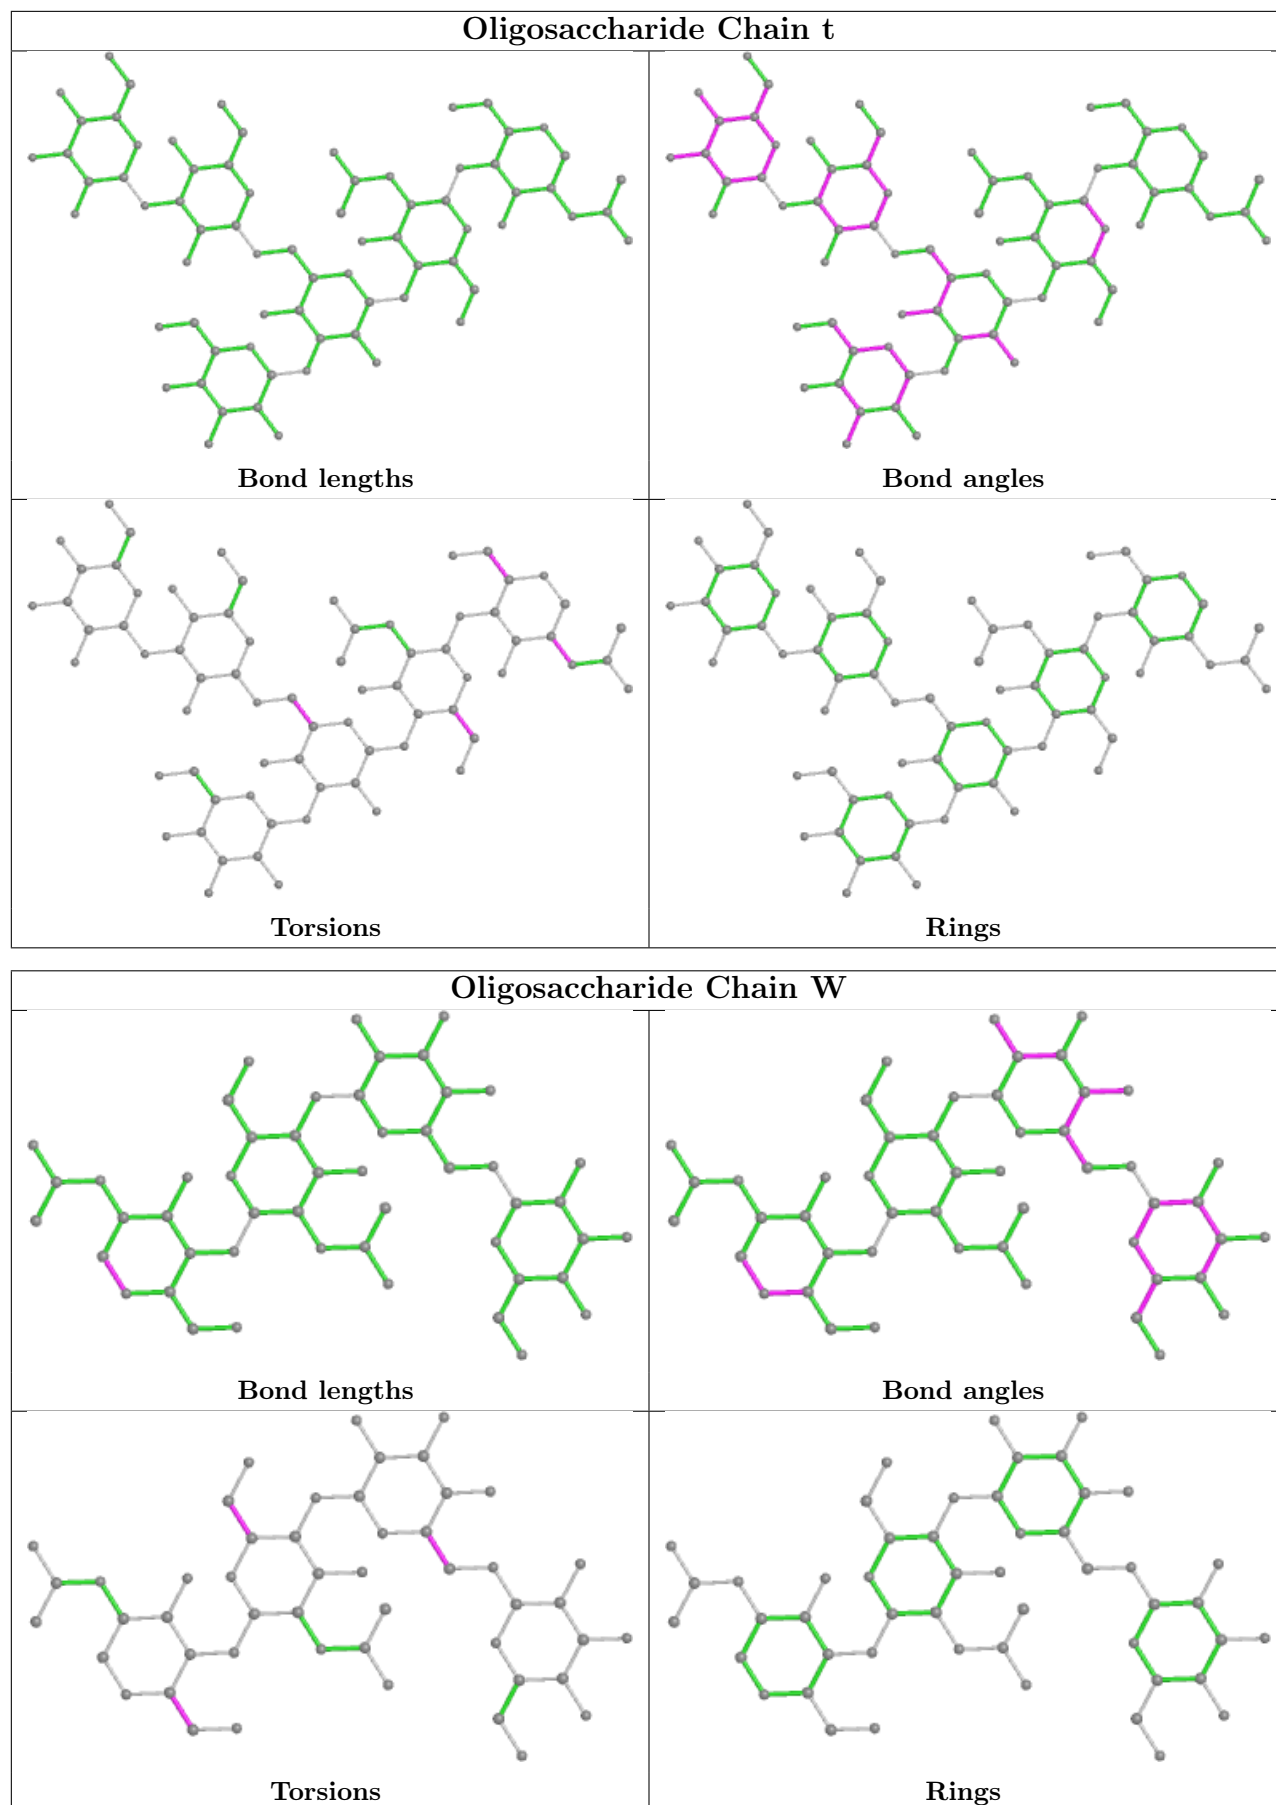 Oligosaccharide Chain t
Bond lengths
Bond angles
Torsions
Rings
Oligosaccharide Chain W
Bond lengths
Bond angles
Torsions
Rings